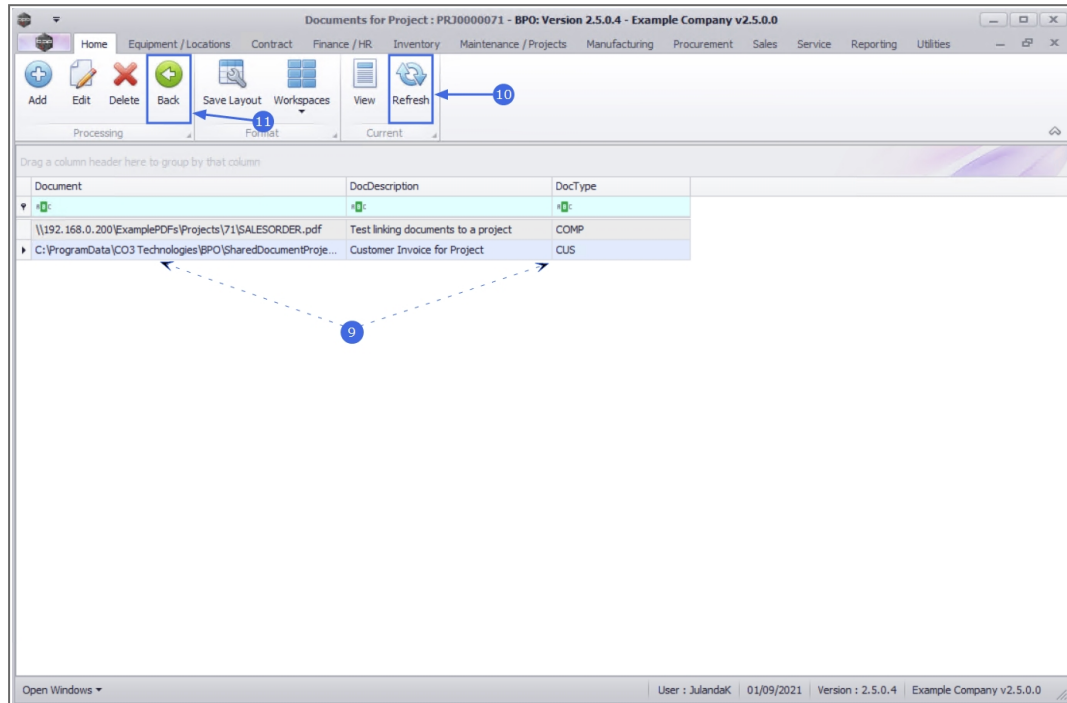 Documents for Project : PRJ0000071 - BPO: Version 2.5.0.4 - Example Company v2.5.0.0
Home Equipment / Locations Contract Finance / HR Inventory Maintenance / Projects Manufacturing Procurement Sales Service Reporting Utilities
Add Edit Delete Back Save Layout Workspaces View Refresh
10
11
Processing Format Current
Drag a column header here to group by that column
Document DocDescription DocType
\\192.168.0.200\ExamplePDFs\Projects\71\SALESORDER.pdf Test linking documents to a project COMP
C:\ProgramData\CO3 Technologies\BPO\SharedDocumentProje... Customer Invoice for Project CUS
9
Open Windows User : JulandaK 01/09/2021 Version : 2.5.0.4 Example Company v2.5.0.0